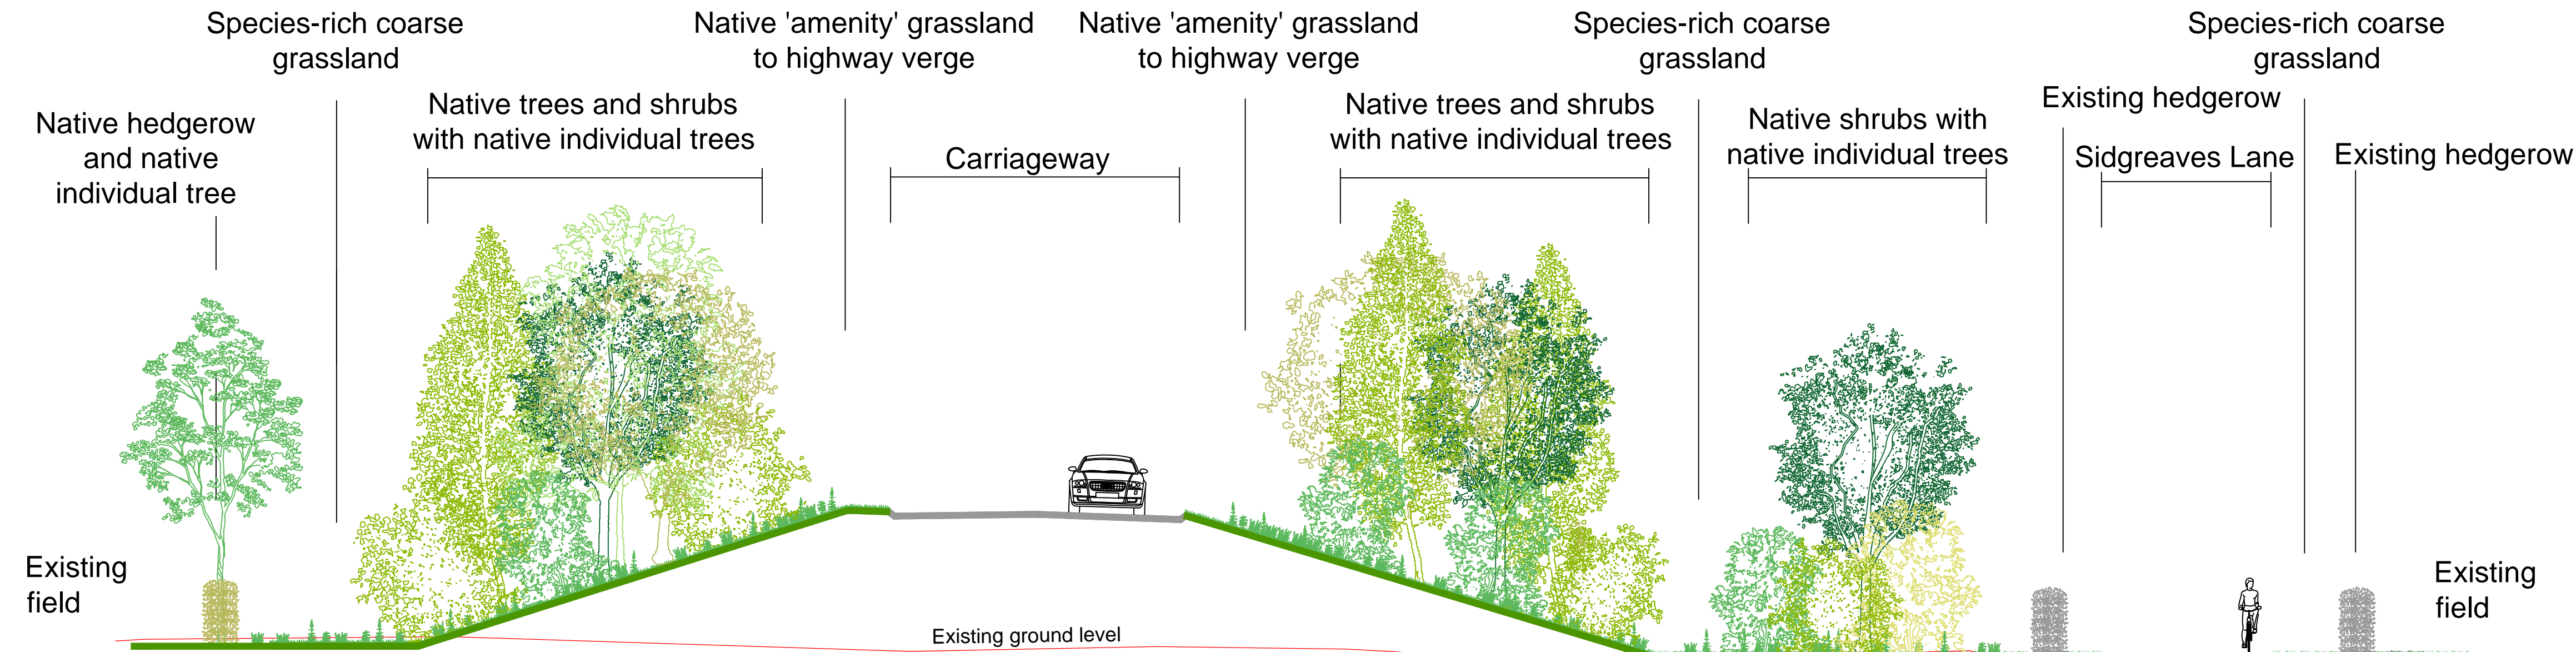 Species-rich coarse
grassland
Native 'amenity' grassland
to highway verge
Native 'amenity' grassland
to highway verge
Species-rich coarse
grassland
Species-rich coarse
grassland
Native hedgerow
and native
individual tree
Native trees and shrubs
with native individual trees
Carriageway
Native trees and shrubs
with native individual trees
Native shrubs with
native individual trees
Existing hedgerow
Sidgreaves Lane
Existing hedgerow
Existing
field
Existing ground level
Existing
field